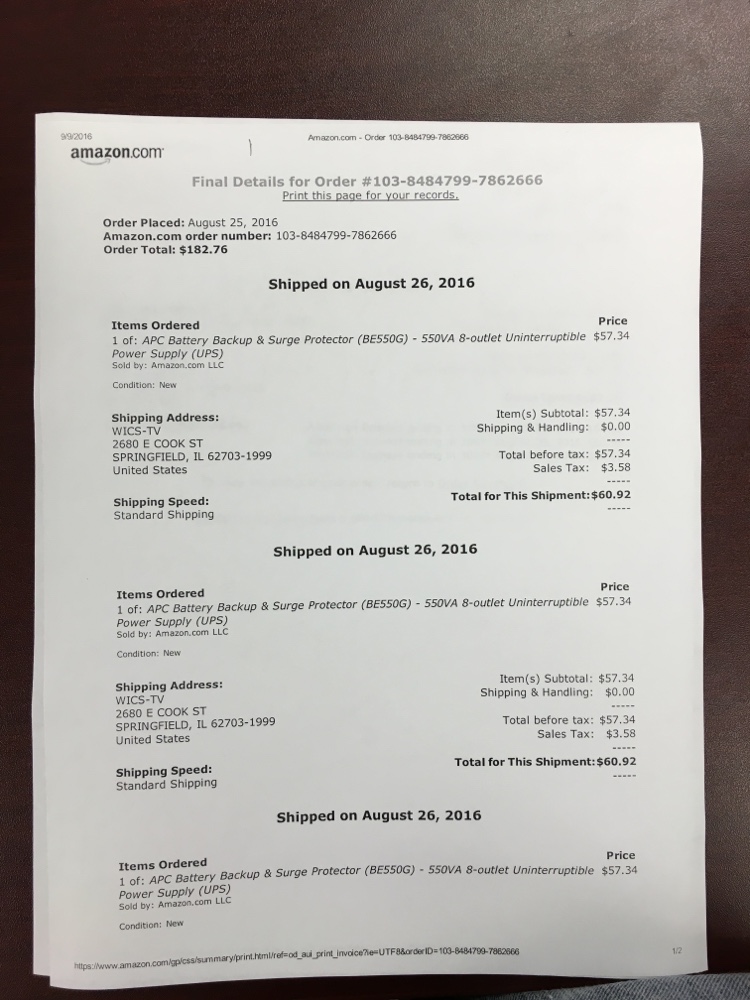 9/9/2016
Amazon.com - Order 103-8484799-7862666
amazon.com
Final Details for Order #103-8484799-7862666
Print this page for your records.
Order Placed: August 25, 2016
Amazon.com order number: 103-8484799-7862666
Order Total: $182.76
Shipped on August 26, 2016
Items Ordered Price
1 of: APC Battery Backup & Surge Protector (BE550G) - 550VA 8-outlet Uninterruptible $57.34
Power Supply (UPS)
Sold by: Amazon.com LLC
Condition: New
Shipping Address:
WICS-TV
2680 E COOK ST
SPRINGFIELD, IL 62703-1999
United States
Shipping Speed:
Standard Shipping
Item(s) Subtotal: $57.34
Shipping & Handling: $0.00
-----
Total before tax: $57.34
Sales Tax: $3.58
-----
Total for This Shipment:$60.92
-----
Shipped on August 26, 2016
Items Ordered Price
1 of: APC Battery Backup & Surge Protector (BE550G) - 550VA 8-outlet Uninterruptible $57.34
Power Supply (UPS)
Sold by: Amazon.com LLC
Condition: New
Shipping Address:
WICS-TV
2680 E COOK ST
SPRINGFIELD, IL 62703-1999
United States
Shipping Speed:
Standard Shipping
Item(s) Subtotal: $57.34
Shipping & Handling: $0.00
-----
Total before tax: $57.34
Sales Tax: $3.58
-----
Total for This Shipment:$60.92
-----
Shipped on August 26, 2016
Items Ordered Price
1 of: APC Battery Backup & Surge Protector (BE550G) - 550VA 8-outlet Uninterruptible $57.34
Power Supply (UPS)
Sold by: Amazon.com LLC
Condition: New
https://www.amazon.com/gp/css/summary/print.html/ref=od_aui_print_invoice?ie=UTF8&orderID=103-8484799-7862666 1/2